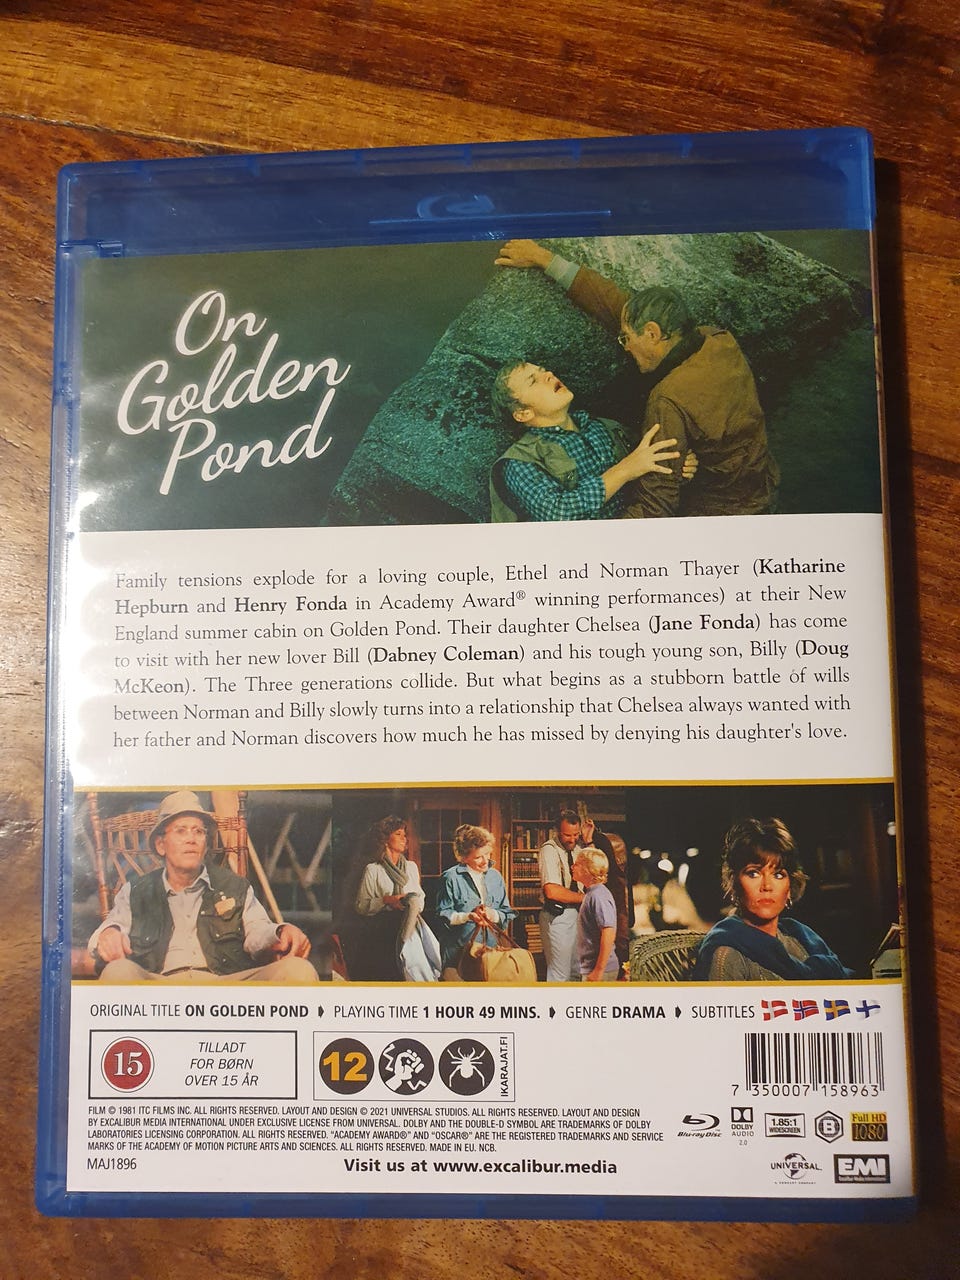 On
Golden
Pond
Family tensions explode for a loving couple, Ethel and Norman Thayer (Katharine
Hepburn and Henry Fonda in Academy Award® winning performances) at their New
England summer cabin on Golden Pond. Their daughter Chelsea (Jane Fonda) has come
to visit with her new lover Bill (Dabney Coleman) and his tough young son, Billy (Doug
McKeon). The Three generations collide. But what begins as a stubborn battle of wills
between Norman and Billy slowly turns into a relationship that Chelsea always wanted with
her father and Norman discovers how much he has missed by denying his daughter's love.
ORIGINAL TITLE ON GOLDEN POND PLAYING TIME 1 HOUR 49 MINS. GENRE DRAMA SUBTITLES
15
TILLADT
FOR BØRN
OVER 15 ÅR
12
IKARAJAT.FI
7 350007 158963
FILM © 1981 ITC FILMS INC. ALL RIGHTS RESERVED. LAYOUT AND DESIGN © 2021 UNIVERSAL STUDIOS. ALL RIGHTS RESERVED. LAYOUT AND DESIGN
BY EXCALIBUR MEDIA INTERNATIONAL UNDER EXCLUSIVE LICENSE FROM UNIVERSAL. DOLBY AND THE DOUBLE-D SYMBOL ARE TRADEMARKS OF DOLBY
LABORATORIES LICENSING CORPORATION. ALL RIGHTS RESERVED. "ACADEMY AWARD®" AND "OSCAR®" ARE THE REGISTERED TRADEMARKS AND SERVICE
MARKS OF THE ACADEMY OF MOTION PICTURE ARTS AND SCIENCES. ALL RIGHTS RESERVED. MADE IN EU. NCB.
MAJ1896
Visit us at www.excalibur.media
Blu-ray Disc
DOLBY
AUDIO
2.0
1.85:1
WIDESCREEN
B
Full HD
1080
UNIVERSAL
A COMCAST COMPANY
EMI